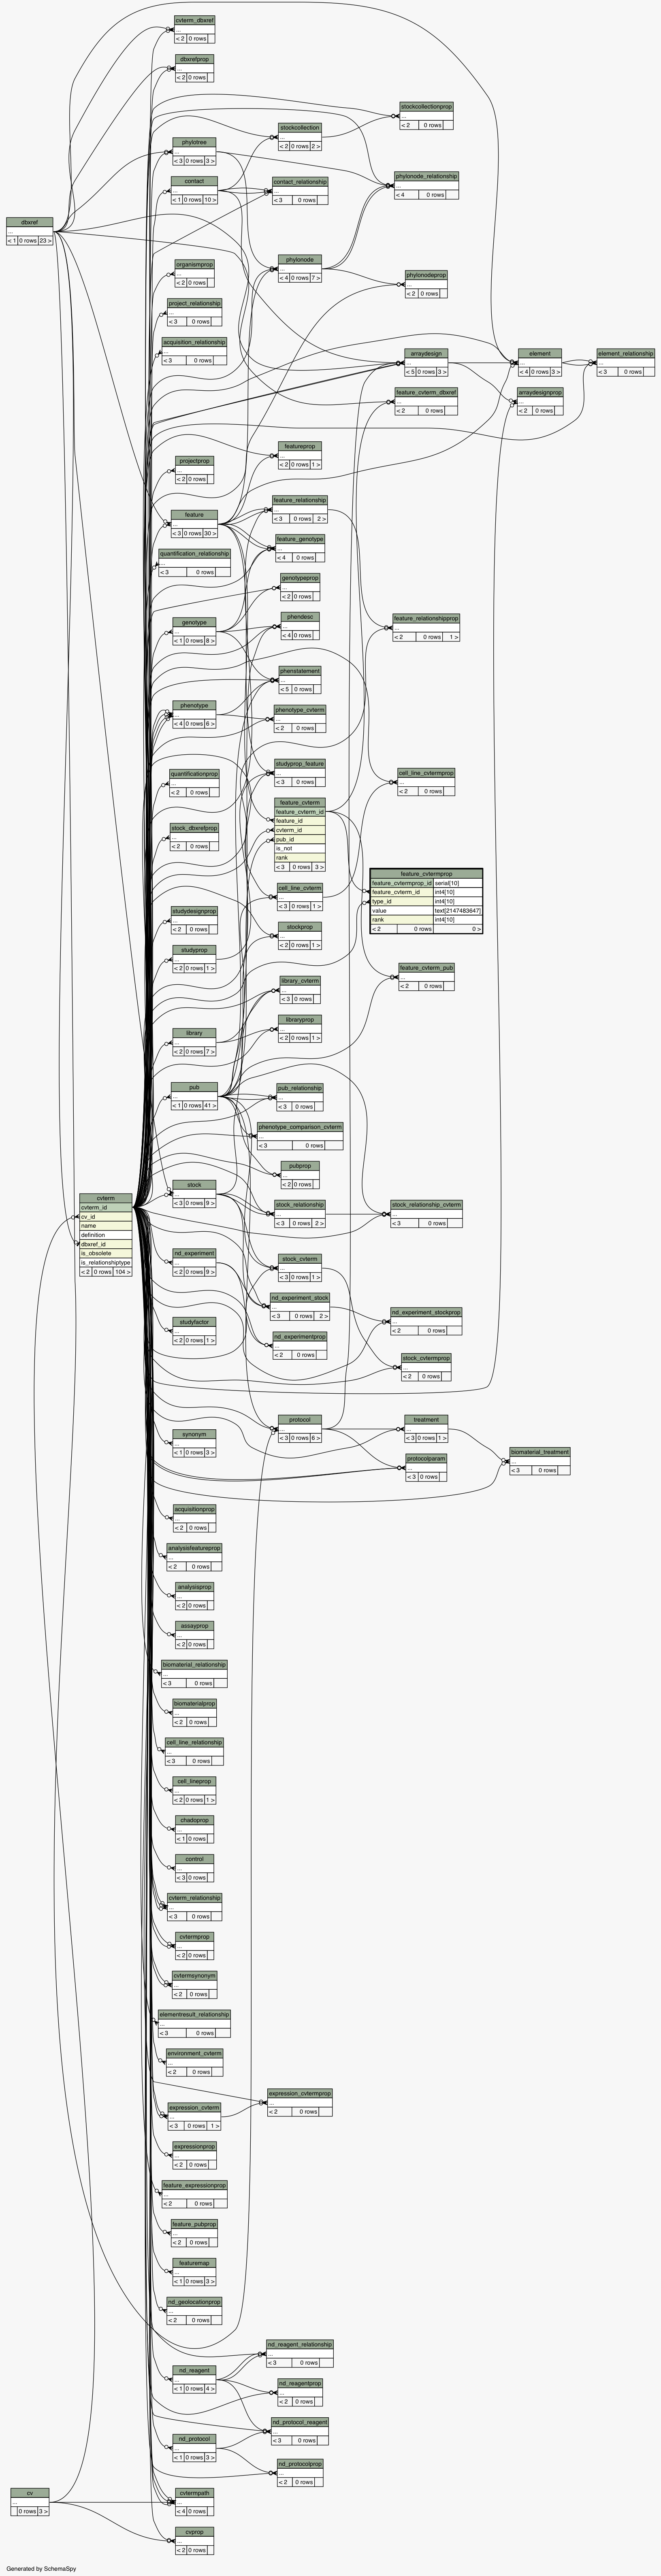 cvterm_dbxref
...
< 2 0 rows
dbxrefprop
...
< 2 0 rows
stockcollectionprop
...
< 2 0 rows
stockcollection
...
< 2 0 rows 2 >
phylotree
...
< 3 0 rows 3 >
phylonode_relationship
...
< 4 0 rows
contact
...
< 1 0 rows 10 >
contact_relationship
...
< 3 0 rows
dbxref
...
< 1 0 rows 23 >
phylonode
...
< 4 0 rows 7 >
organismprop
...
< 2 0 rows
phylonodeprop
...
< 2 0 rows
project_relationship
...
< 3 0 rows
acquisition_relationship
...
< 3 0 rows
arraydesign
...
< 5 0 rows 3 >
element
...
< 4 0 rows 3 >
element_relationship
...
< 3 0 rows
feature_cvterm_dbxref
...
< 2 0 rows
arraydesignprop
...
< 2 0 rows
featureprop
...
< 2 0 rows 1 >
projectprop
...
< 2 0 rows
feature_relationship
...
< 3 0 rows 2 >
feature
...
< 3 0 rows 30 >
feature_genotype
...
< 4 0 rows
quantification_relationship
...
< 3 0 rows
genotypeprop
...
< 2 0 rows
phendesc
...
< 4 0 rows
feature_relationshipprop
...
< 2 0 rows 1 >
genotype
...
< 1 0 rows 8 >
phenstatement
...
< 5 0 rows
phenotype
...
< 4 0 rows 6 >
phenotype_cvterm
...
< 2 0 rows
studyprop_feature
...
< 3 0 rows
quantificationprop
...
< 2 0 rows
cell_line_cvtermprop
...
< 2 0 rows
feature_cvterm
feature_cvterm_id
feature_id
cvterm_id
pub_id
is_not
rank
< 3 0 rows 3 >
stock_dbxrefprop
...
< 2 0 rows
feature_cvtermprop
feature_cvtermprop_id serial[10]
feature_cvterm_id int4[10]
type_id int4[10]
value text[2147483647]
rank int4[10]
< 2 0 rows 0 >
cell_line_cvterm
...
< 3 0 rows 1 >
studydesignprop
...
< 2 0 rows
stockprop
...
< 2 0 rows 1 >
studyprop
...
< 2 0 rows 1 >
feature_cvterm_pub
...
< 2 0 rows
library_cvterm
...
< 3 0 rows
libraryprop
...
< 2 0 rows 1 >
library
...
< 2 0 rows 7 >
pub
...
< 1 0 rows 41 >
pub_relationship
...
< 3 0 rows
phenotype_comparison_cvterm
...
< 3 0 rows
pubprop
...
< 2 0 rows
stock
...
< 3 0 rows 9 >
cvterm
cvterm_id
cv_id
name
definition
dbxref_id
is_obsolete
is_relationshiptype
< 2 0 rows 104 >
stock_relationship
...
< 3 0 rows 2 >
stock_relationship_cvterm
...
< 3 0 rows
nd_experiment
...
< 2 0 rows 9 >
stock_cvterm
...
< 3 0 rows 1 >
nd_experiment_stock
...
< 3 0 rows 2 >
nd_experiment_stockprop
...
< 2 0 rows
studyfactor
...
< 2 0 rows 1 >
nd_experimentprop
...
< 2 0 rows
stock_cvtermprop
...
< 2 0 rows
protocol
...
< 3 0 rows 6 >
treatment
...
< 3 0 rows 1 >
synonym
...
< 1 0 rows 3 >
biomaterial_treatment
...
< 3 0 rows
protocolparam
...
< 3 0 rows
acquisitionprop
...
< 2 0 rows
analysisfeatureprop
...
< 2 0 rows
analysisprop
...
< 2 0 rows
assayprop
...
< 2 0 rows
biomaterial_relationship
...
< 3 0 rows
biomaterialprop
...
< 2 0 rows
cell_line_relationship
...
< 3 0 rows
cell_lineprop
...
< 2 0 rows 1 >
chadoprop
...
< 1 0 rows
control
...
< 3 0 rows
cvterm_relationship
...
< 3 0 rows
cvtermprop
...
< 2 0 rows
cvtermsynonym
...
< 2 0 rows
elementresult_relationship
...
< 3 0 rows
environment_cvterm
...
< 2 0 rows
expression_cvtermprop
...
< 2 0 rows
expression_cvterm
...
< 3 0 rows 1 >
expressionprop
...
< 2 0 rows
feature_expressionprop
...
< 2 0 rows
feature_pubprop
...
< 2 0 rows
featuremap
...
< 1 0 rows 3 >
nd_geolocationprop
...
< 2 0 rows
nd_reagent_relationship
...
< 3 0 rows
nd_reagent
...
< 1 0 rows 4 >
nd_reagentprop
...
< 2 0 rows
nd_protocol_reagent
...
< 3 0 rows
nd_protocol
...
< 1 0 rows 3 >
nd_protocolprop
...
< 2 0 rows
cv
...
0 rows 3 >
cvtermpath
...
< 4 0 rows
cvprop
...
< 2 0 rows
Generated by SchemaSpy